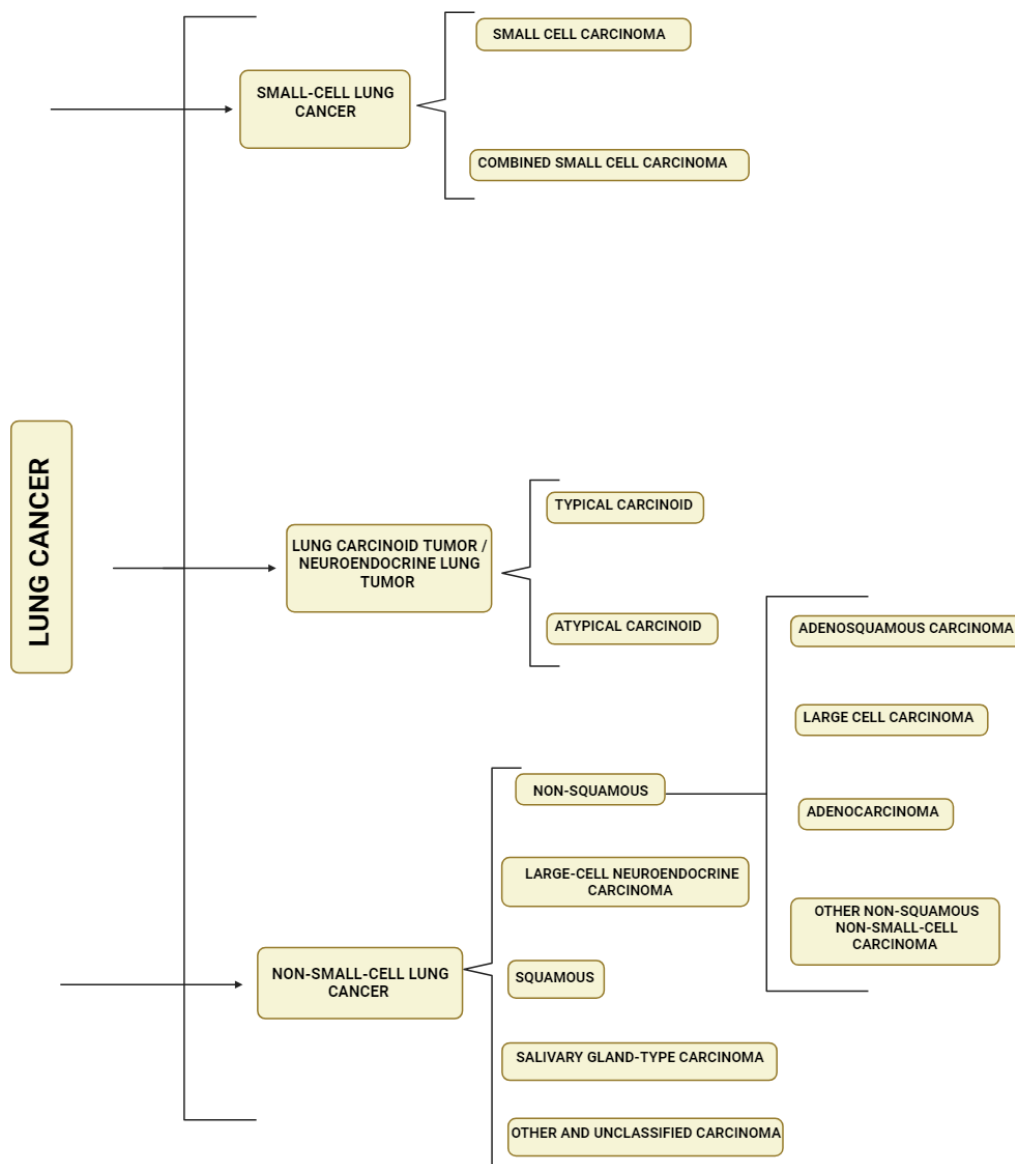 LUNG CANCER
SMALL-CELL LUNG
CANCER
SMALL CELL CARCINOMA
COMBINED SMALL CELL CARCINOMA
LUNG CARCINOID TUMOR /
NEUROENDOCRINE LUNG
TUMOR
TYPICAL CARCINOID
ATYPICAL CARCINOID
NON-SMALL-CELL LUNG
CANCER
NON-SQUAMOUS
ADENOSQUAMOUS CARCINOMA
LARGE CELL CARCINOMA
ADENOCARCINOMA
OTHER NON-SQUAMOUS
NON-SMALL-CELL
CARCINOMA
LARGE-CELL NEUROENDOCRINE
CARCINOMA
SQUAMOUS
SALIVARY GLAND-TYPE CARCINOMA
OTHER AND UNCLASSIFIED CARCINOMA